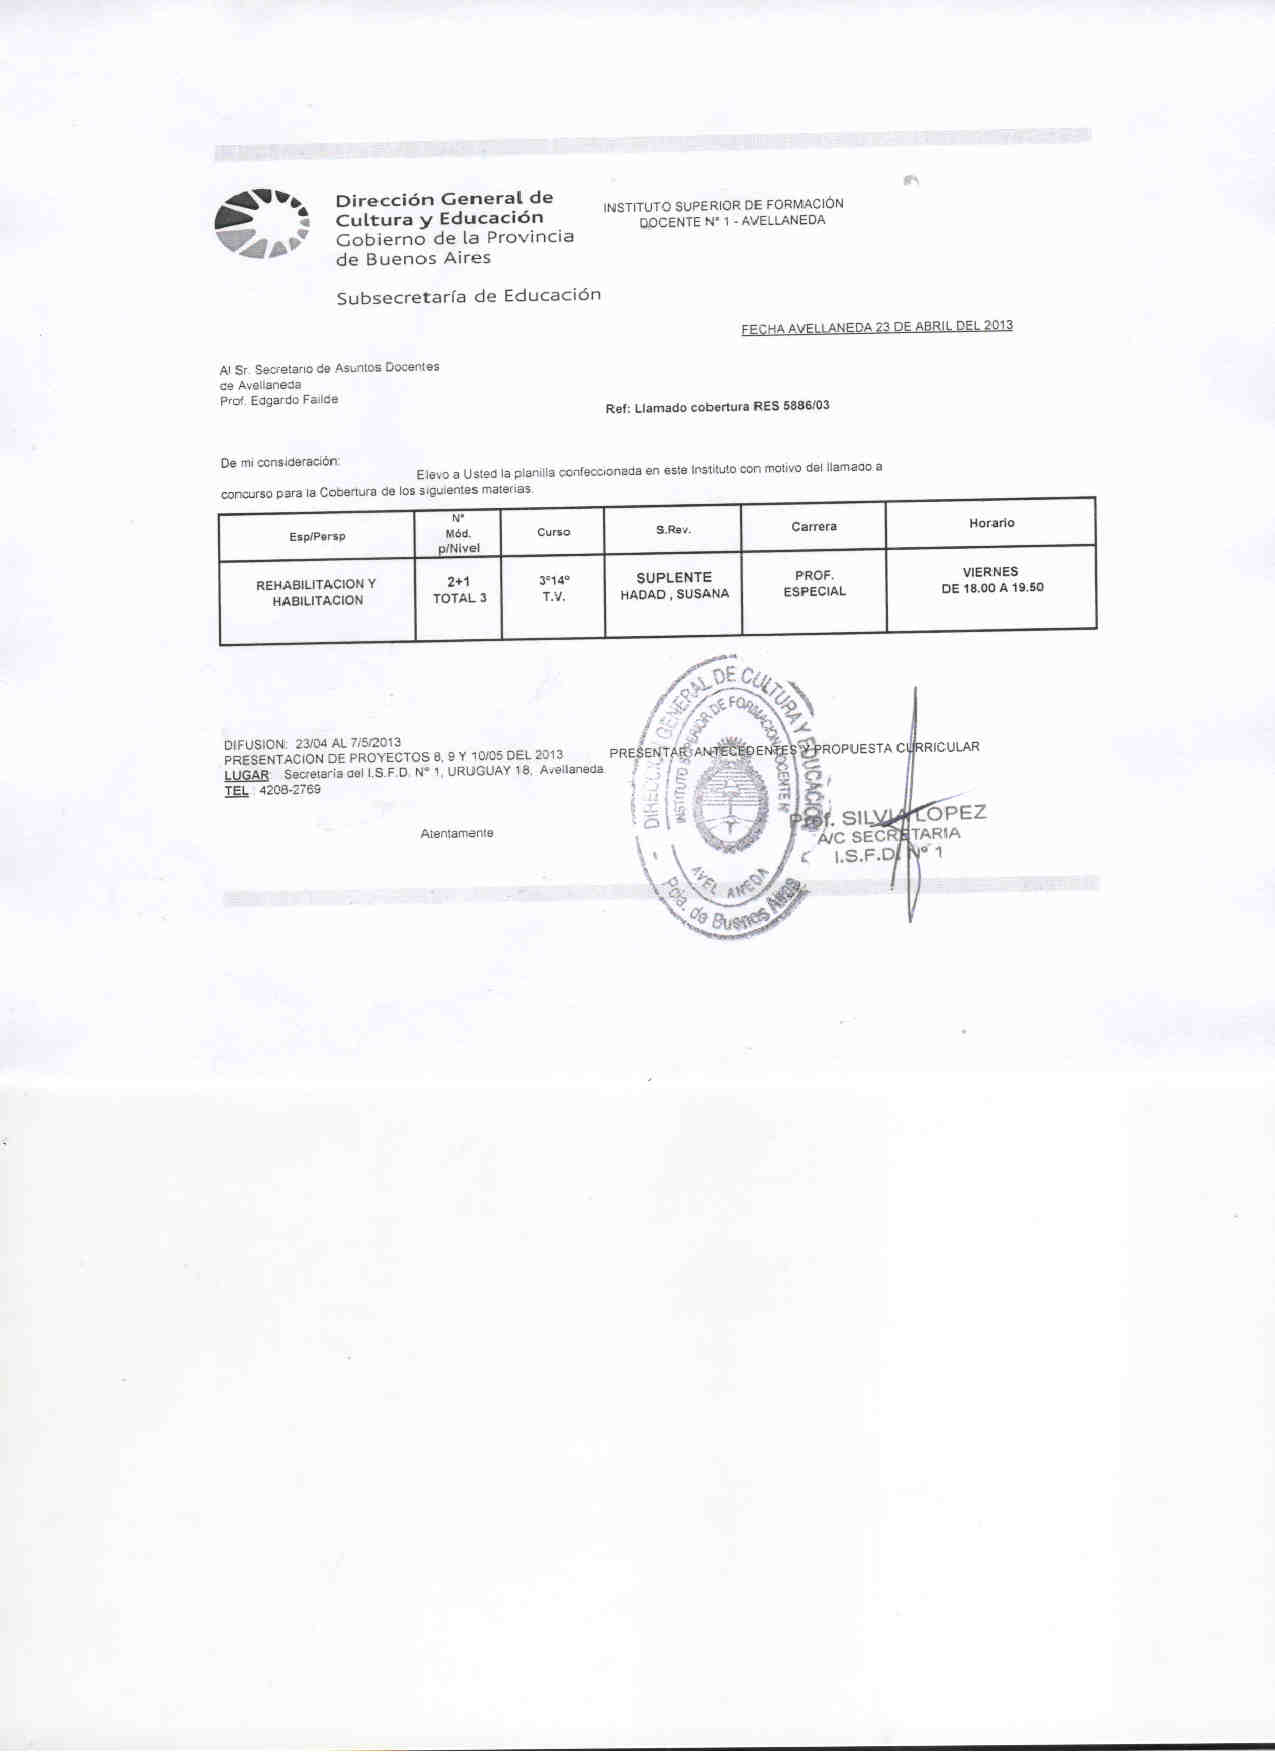 Dirección General de
Cultura y Educación
Gobierno de la Provincia
de Buenos Aires
Subsecretaría de Educación
INSTITUTO SUPERIOR DE FORMACIÓN
DOCENTE N° 1 - AVELLANEDA
FECHA AVELLANEDA 23 DE ABRIL DEL 2013
Al Sr. Secretario de Asuntos Docentes
de Avellaneda
Prof. Edgardo Failde
Ref: Llamado cobertura RES 5886/03
De mi consideración:
Elevo a Usted la planilla confeccionada en este Instituto con motivo del llamado a
concurso para la Cobertura de los siguientes materias.
Esp/Persp N° Mód. p/Nivel Curso S.Rev. Carrera Horario
REHABILITACION Y 2+1 3°14° SUPLENTE PROF. VIERNES
HABILITACION TOTAL 3 T.V. HADAD , SUSANA ESPECIAL DE 18.00 A 19.50
DIFUSION: 23/04 AL 7/5/2013
PRESENTACION DE PROYECTOS 8, 9 Y 10/05 DEL 2013 PRESENTAR ANTECEDENTES Y PROPUESTA CURRICULAR
LUGAR: Secretaría del I.S.F.D. N° 1, URUGUAY 18, Avellaneda.
TEL : 4208-2769
Atentamente
DIRECCION GENERAL DE CULTURA Y EDUCACION
INSTITUTO SUPERIOR DE FORMACION DOCENTE N°
AVELLANEDA
Pcia. de Buenos Aires
Prof. SILVIA LOPEZ
A/C SECRETARIA
I.S.F.D. N° 1